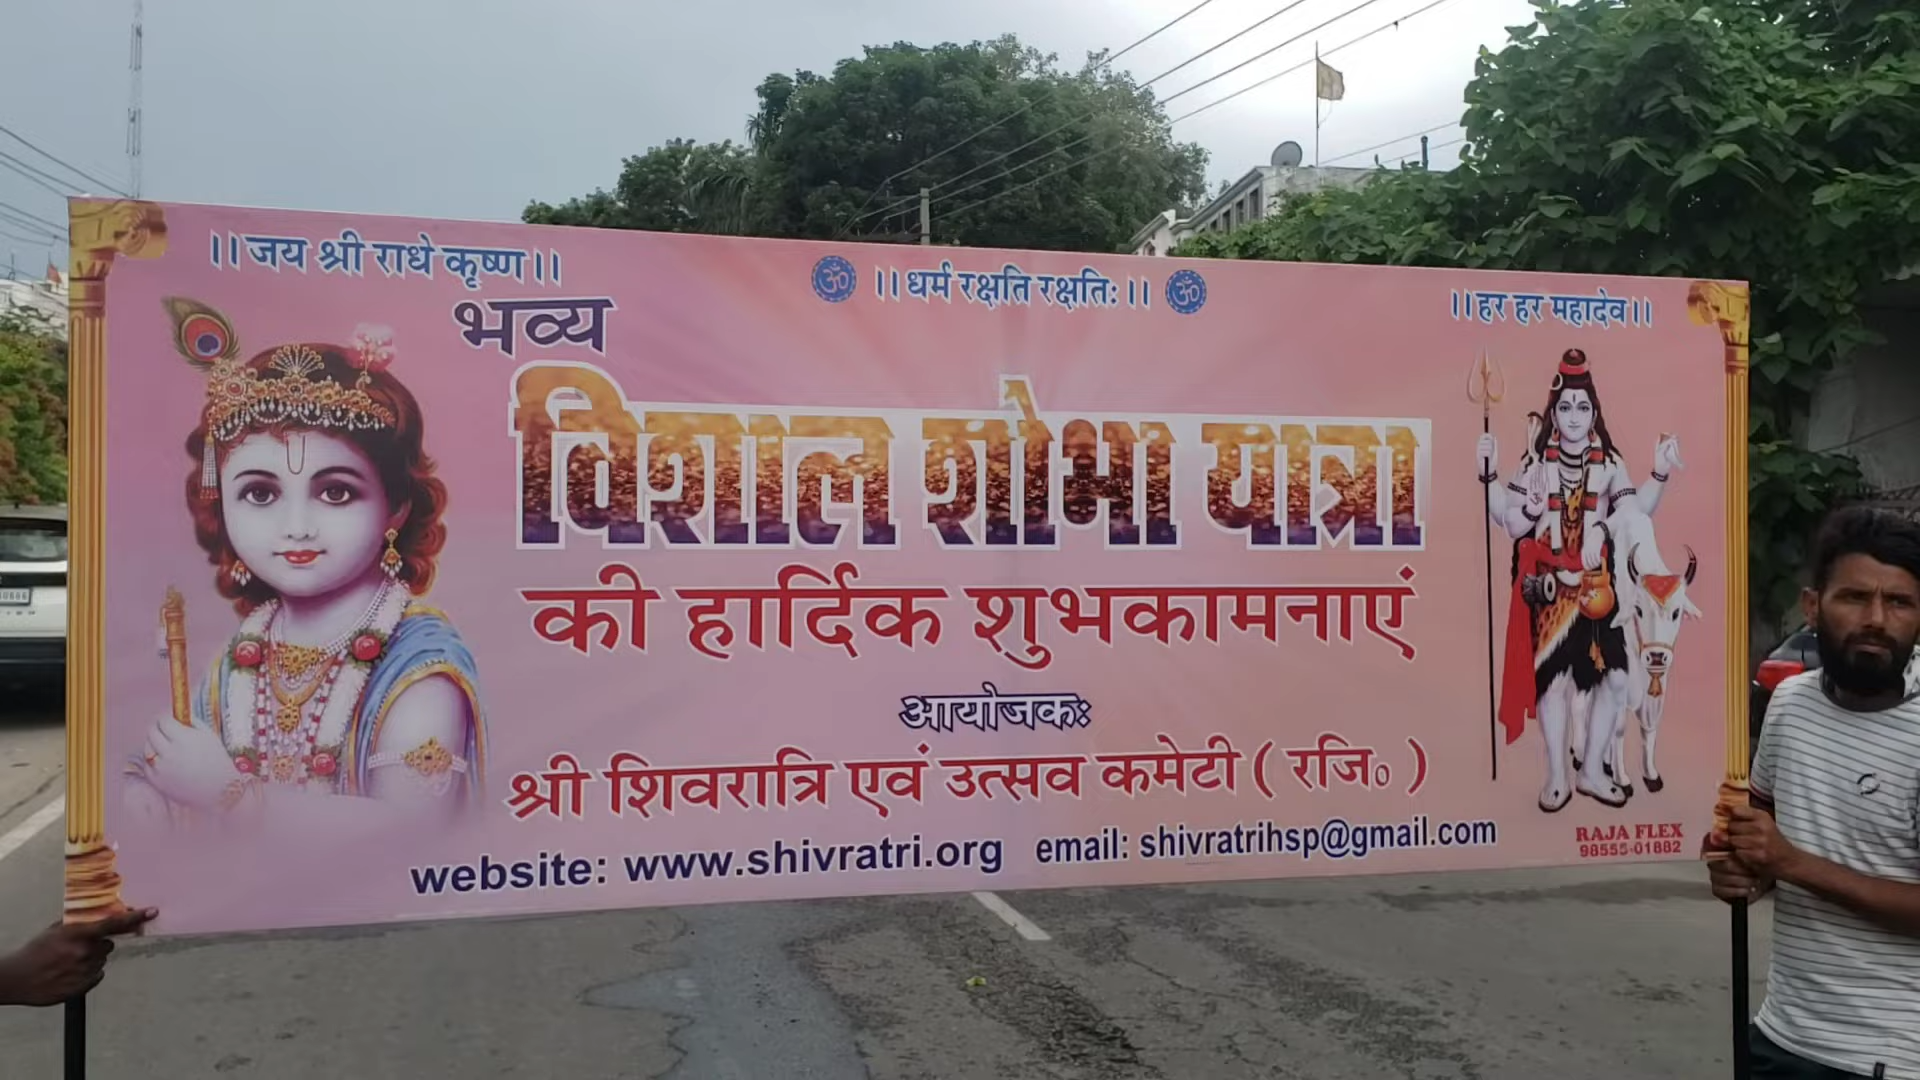 ।।जय श्री राधे कृष्ण।।
ॐ ।।धर्म रक्षति रक्षतिः।। ॐ
।।हर हर महादेव।।
भव्य
विशाल शोभा यात्रा
की हार्दिक शुभकामनाएं
आयोजकः
श्री शिवरात्रि एवं उत्सव कमेटी ( रजि० )
website: www.shivratri.org email: shivratrihsp@gmail.com
RAJA FLEX
98555-01882